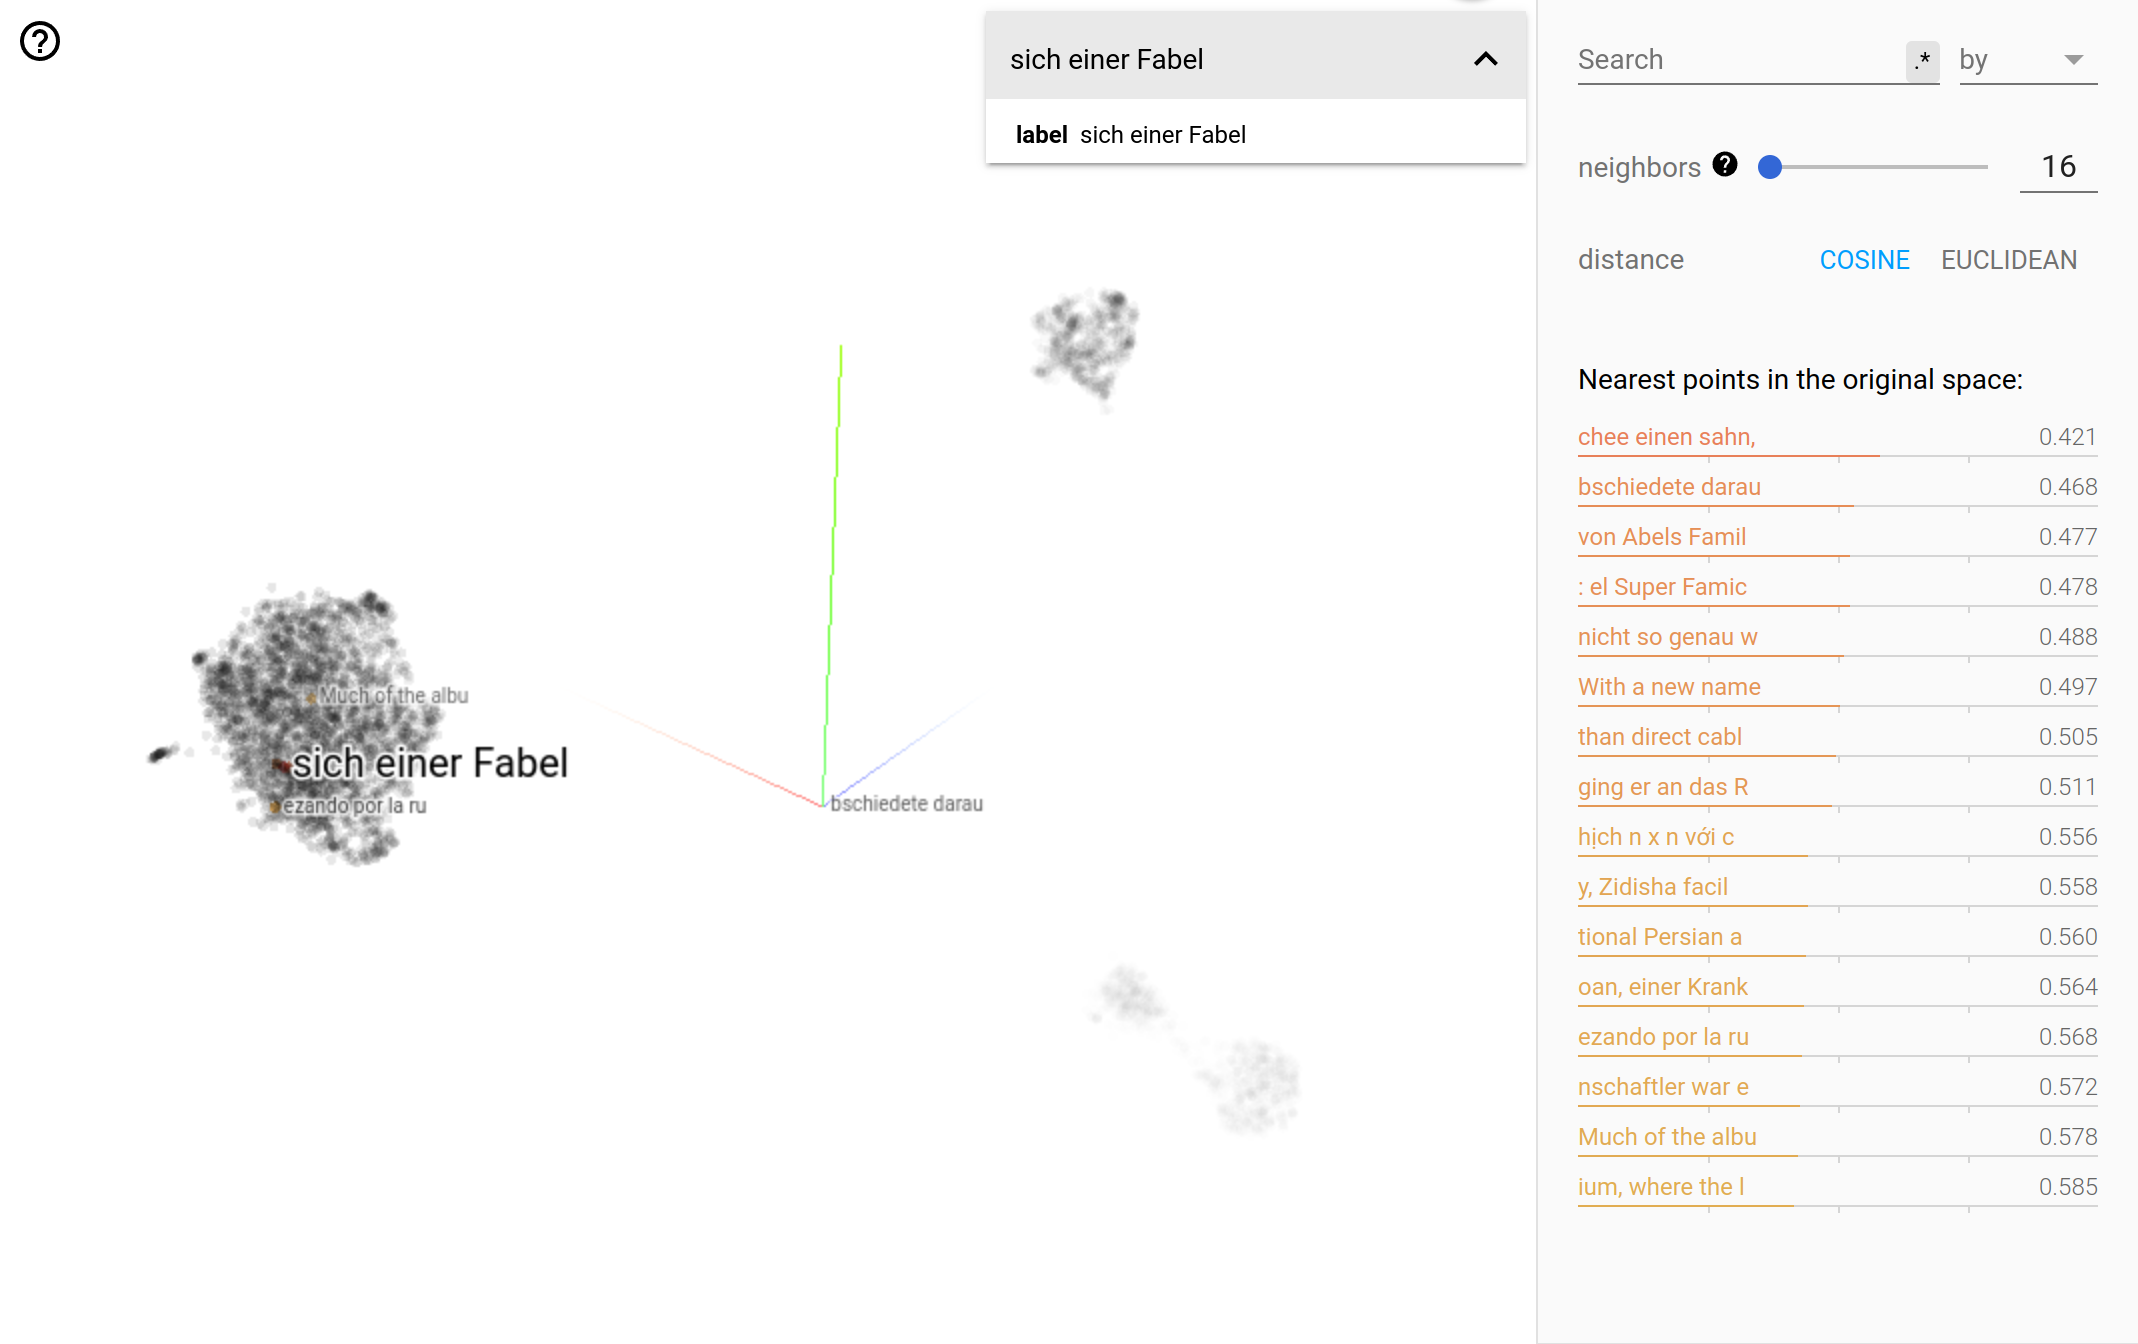 sich einer Fabel
label sich einer Fabel
Much of the albu
sich einer Fabel
ezando por la ru
bschiedete darau
Search .* by
neighbors 16
distance COSINE EUCLIDEAN
Nearest points in the original space:
chee einen sahn, 0.421
bschiedete darau 0.468
von Abels Famil 0.477
: el Super Famic 0.478
nicht so genau w 0.488
With a new name 0.497
than direct cabl 0.505
ging er an das R 0.511
hịch n x n với c 0.556
y, Zidisha facil 0.558
tional Persian a 0.560
oan, einer Krank 0.564
ezando por la ru 0.568
nschaftler war e 0.572
Much of the albu 0.578
ium, where the l 0.585